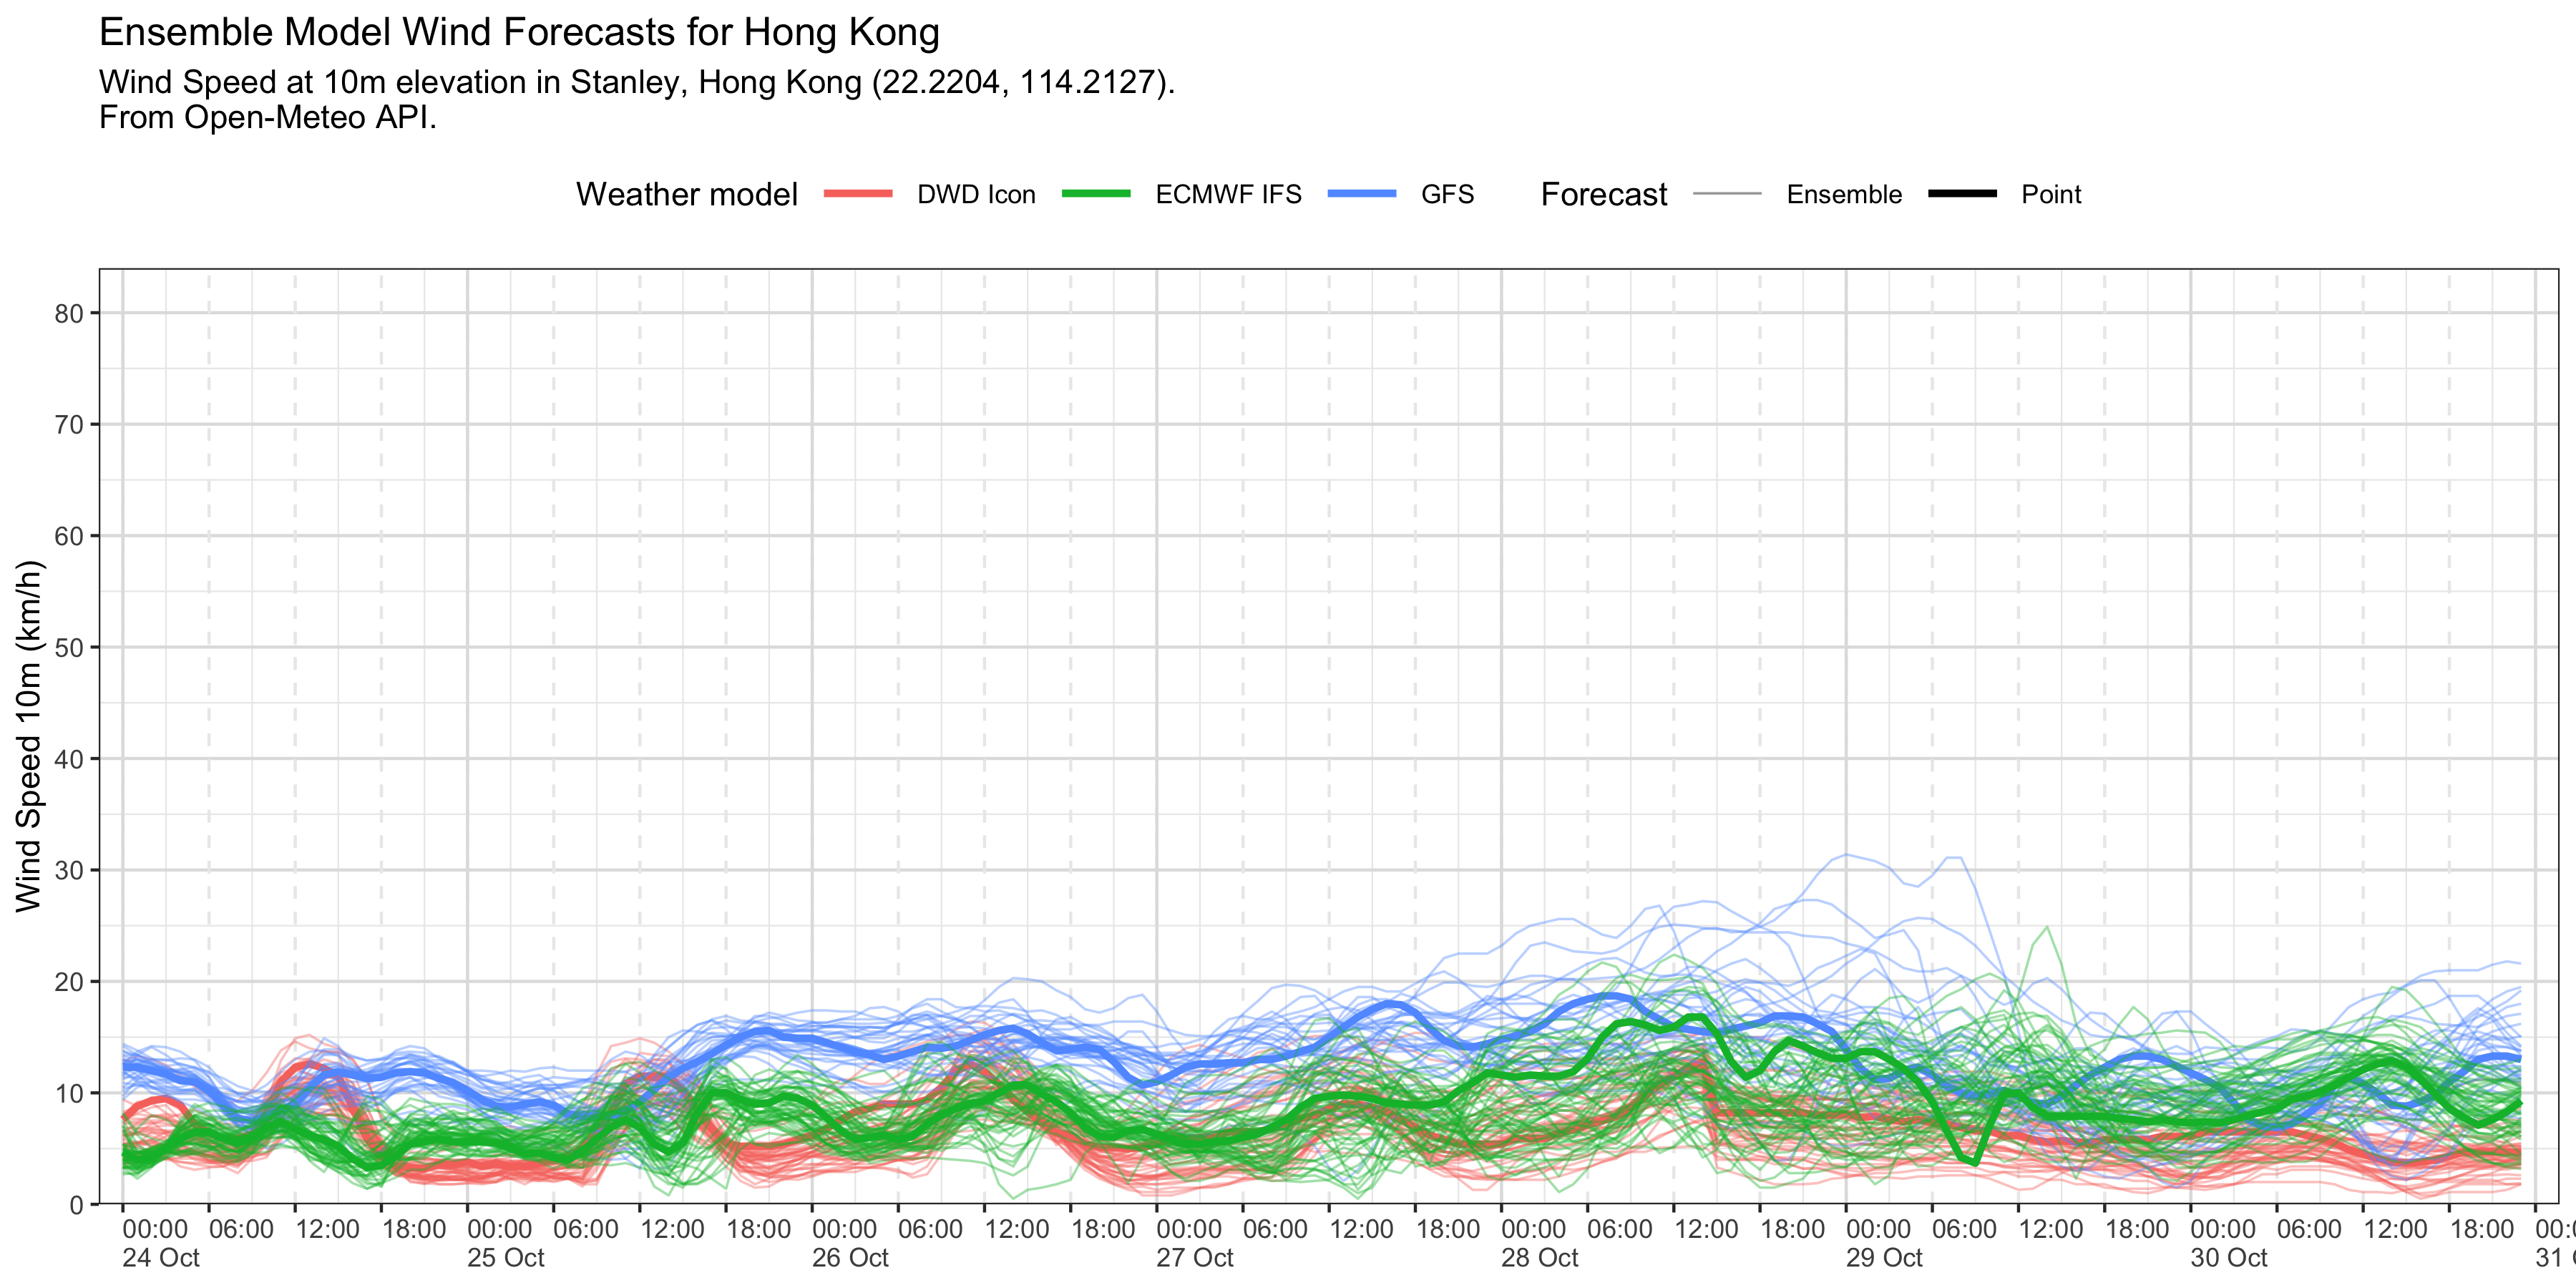 Ensemble Model Wind Forecasts for Hong Kong
Wind Speed at 10m elevation in Stanley, Hong Kong (22.2204, 114.2127).
From Open-Meteo API.
Weather model DWD Icon ECMWF IFS GFS Forecast Ensemble Point
Wind Speed 10m (km/h)
80
70
60
50
40
30
20
10
0
00:00 06:00 12:00 18:00 00:00 06:00 12:00 18:00 00:00 06:00 12:00 18:00 00:00 06:00 12:00 18:00 00:00 06:00 12:00 18:00 00:00 06:00 12:00 18:00 00:00 06:00 12:00 18:00 00:0
24 Oct 25 Oct 26 Oct 27 Oct 28 Oct 29 Oct 30 Oct 31